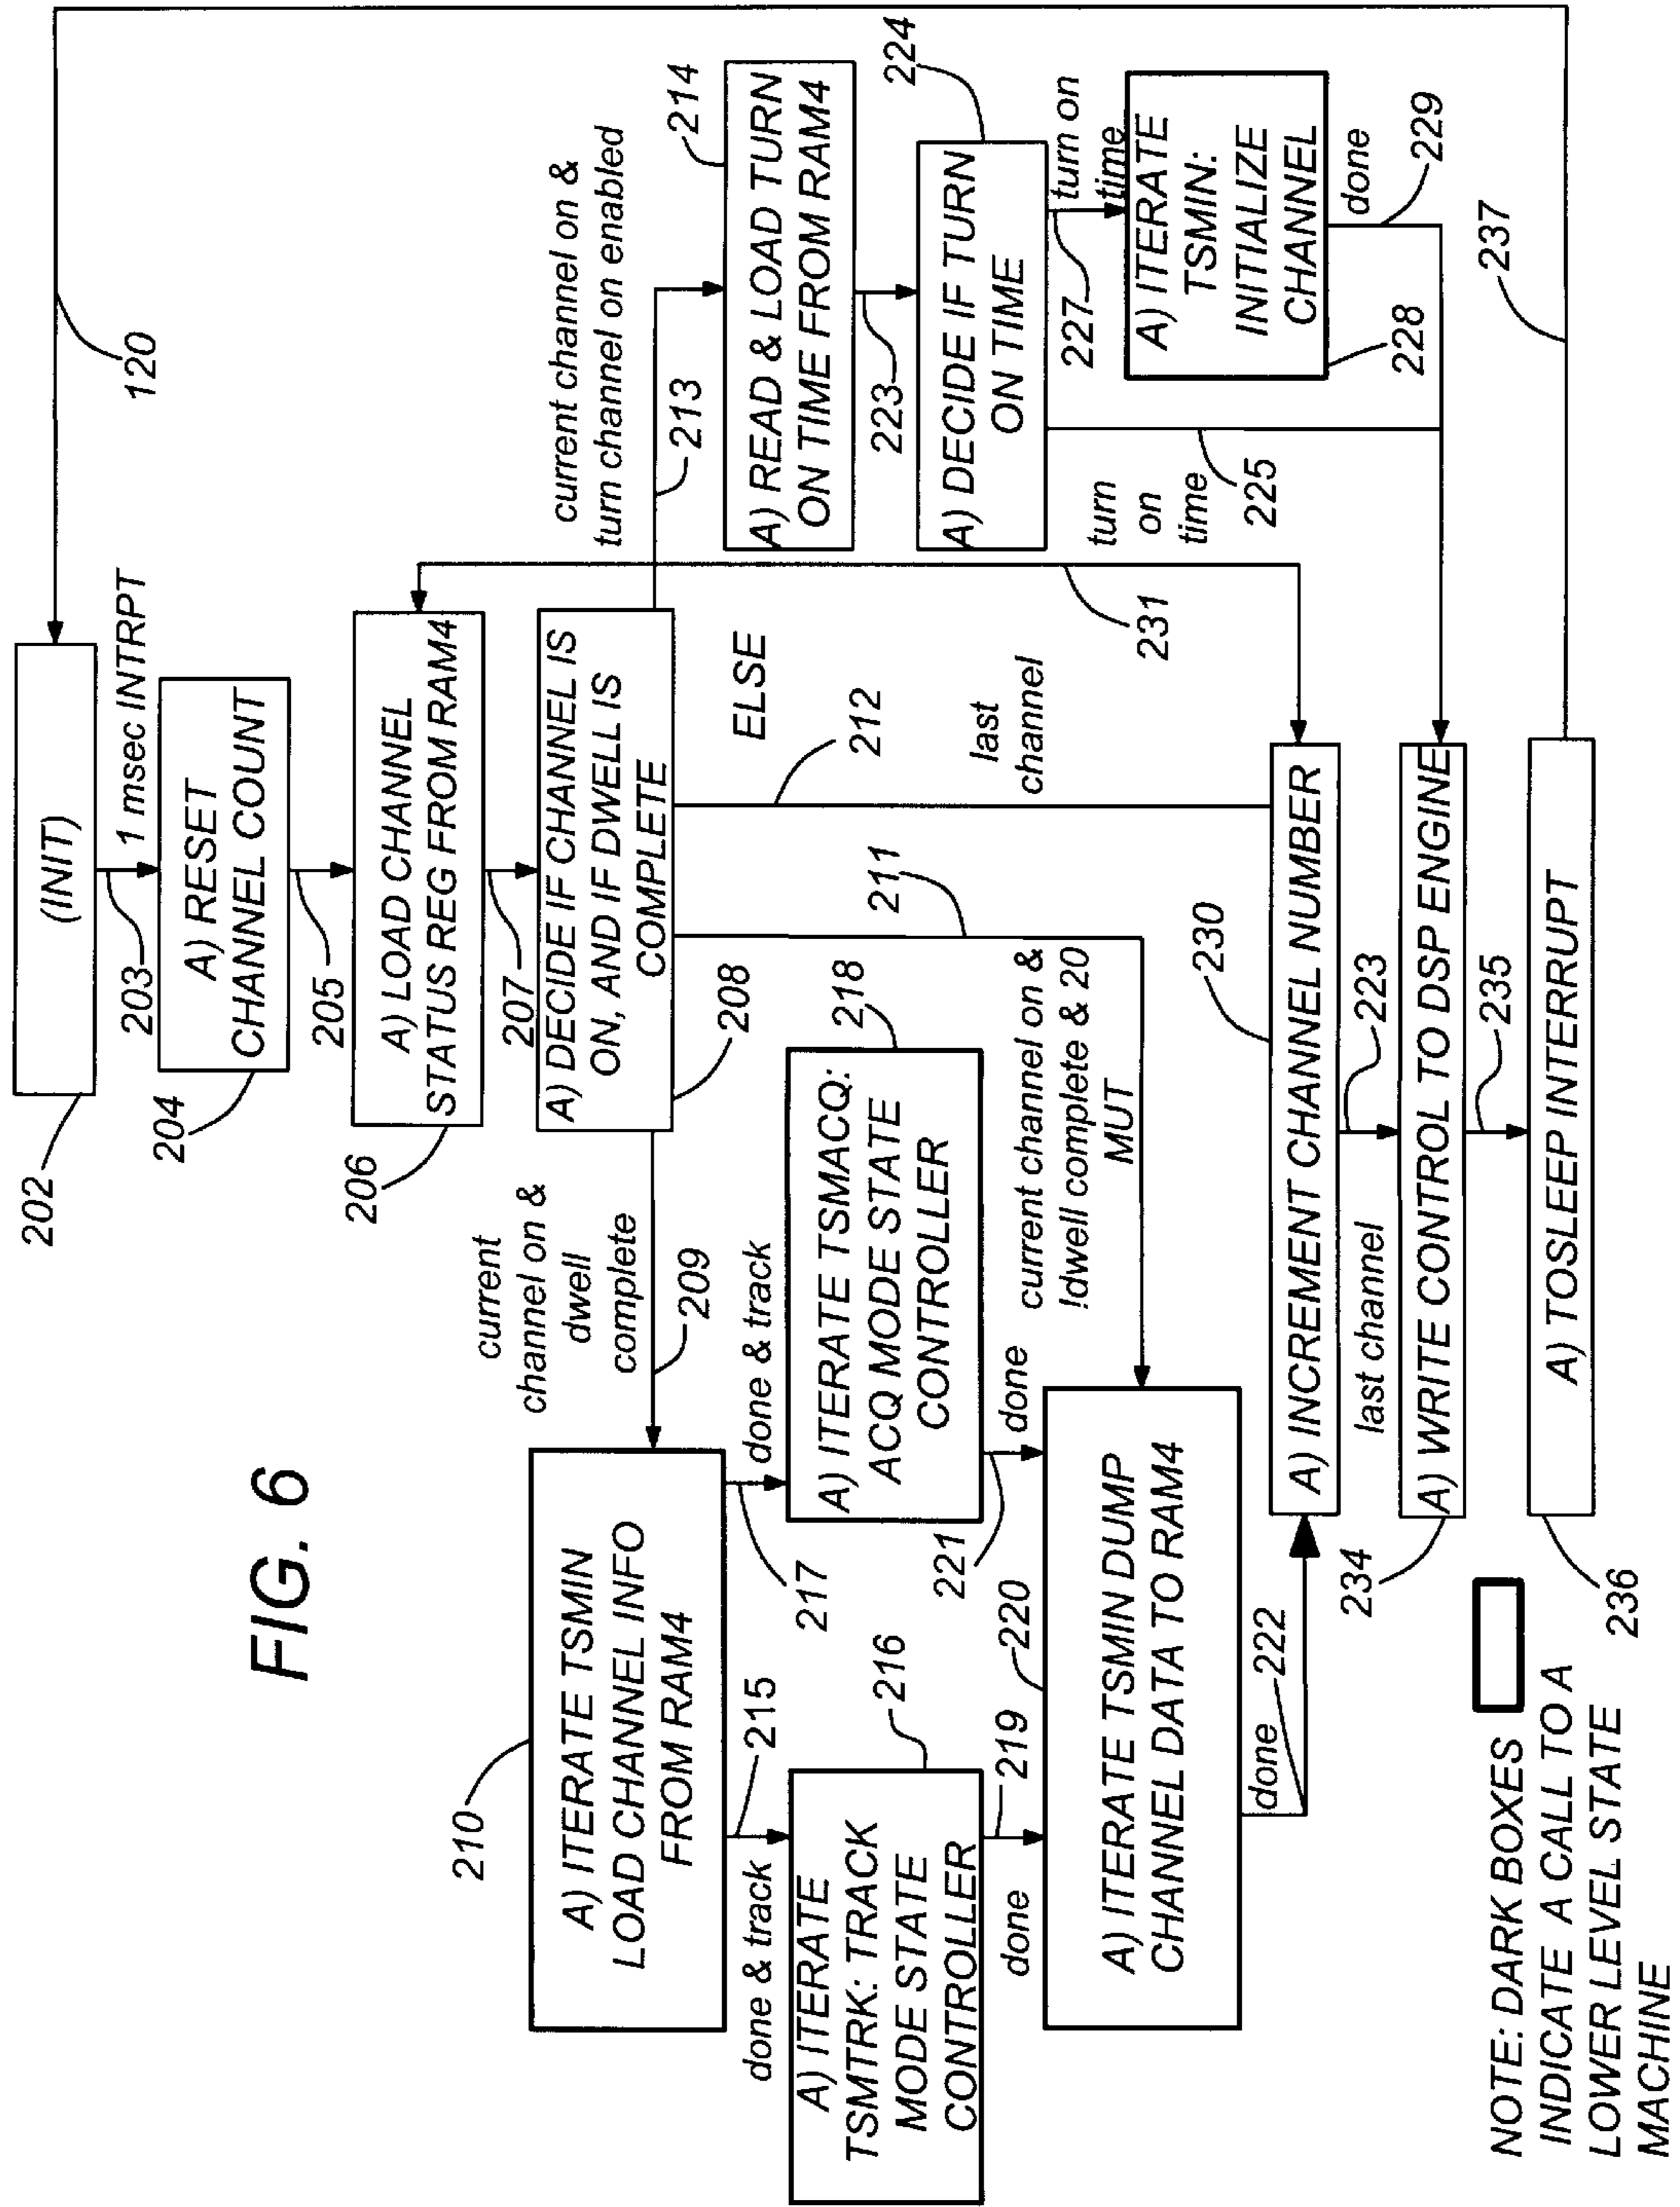 FIG. 6
120
(INIT)
202
203
1 msec INTRPT
A) RESET
CHANNEL COUNT
204
205
A) LOAD CHANNEL
STATUS REG FROM RAM4
206
207
A) DECIDE IF CHANNEL IS
ON, AND IF DWELL IS
COMPLETE
208
current
channel on &
dwell
complete
209
current channel on &
turn channel on enabled
213
214
A) READ & LOAD TURN
ON TIME FROM RAM4
223
224
A) DECIDE IF TURN
ON TIME
turn
on
time
225
turn on
time
227
A) ITERATE
TSMIN:
INITIALIZE
CHANNEL
228
done
229
210
A) ITERATE TSMIN
LOAD CHANNEL INFO
FROM RAM4
done & track
215
217
done & track
A) ITERATE
TSMTRK: TRACK
MODE STATE
CONTROLLER
216
A) ITERATE TSMACQ:
ACQ MODE STATE
CONTROLLER
218
done
219
221
done
current channel on &
!dwell complete & 20
MUT
211
ELSE
212
last
channel
231
A) ITERATE TSMIN DUMP
CHANNEL DATA TO RAM4
220
done
222
230
A) INCREMENT CHANNEL NUMBER
last channel
223
A) WRITE CONTROL TO DSP ENGINE
234
235
A) TOSLEEP INTERRUPT
236
237
NOTE: DARK BOXES
INDICATE A CALL TO A
LOWER LEVEL STATE
MACHINE